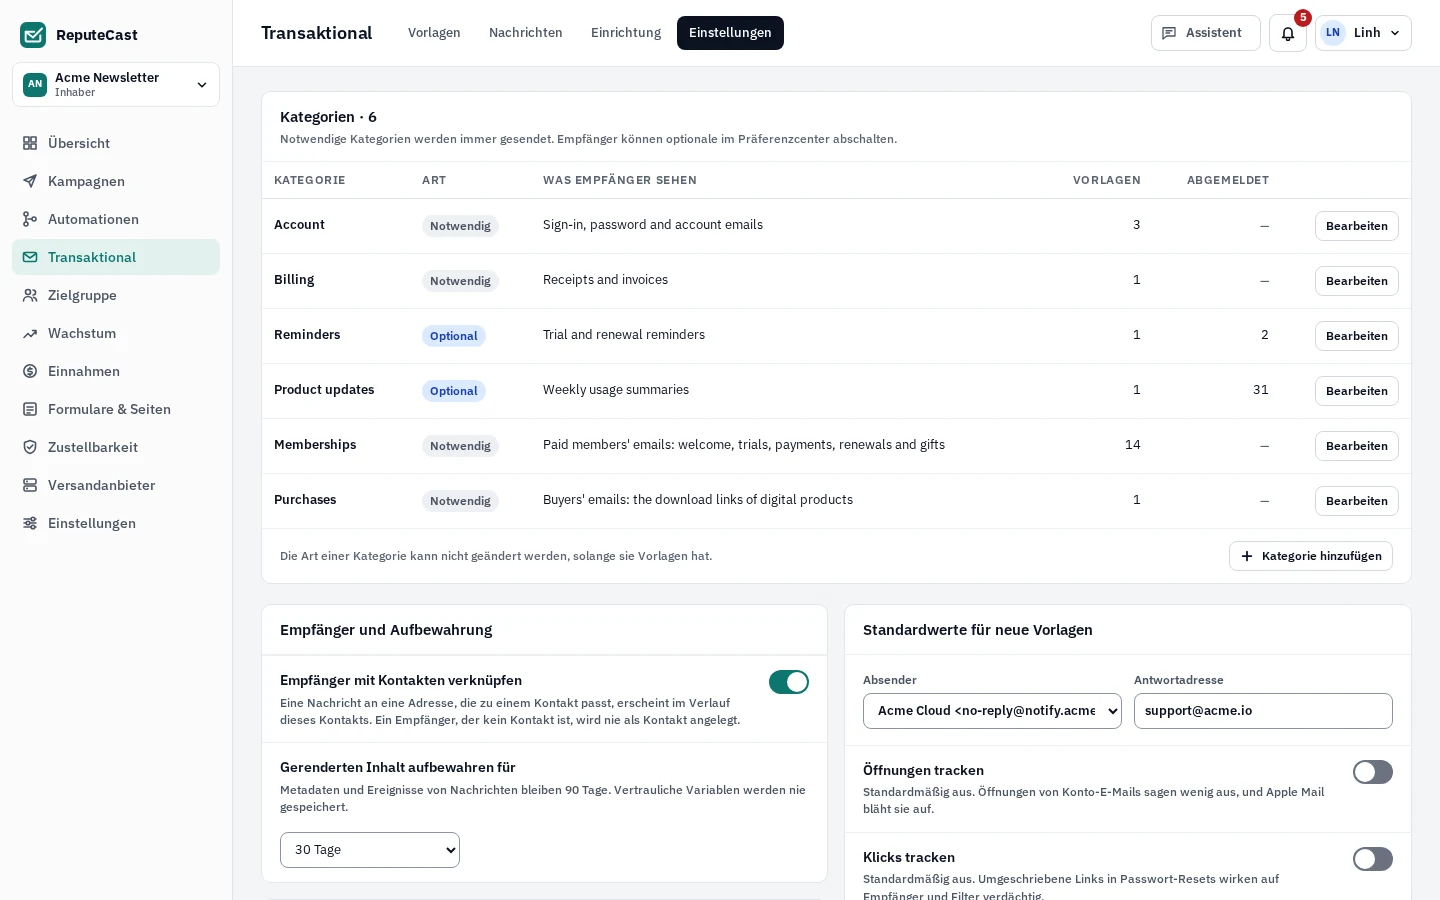 ReputeCast
AN
Acme Newsletter
Inhaber
Übersicht
Kampagnen
Automationen
Transaktional
Zielgruppe
Wachstum
Einnahmen
Formulare & Seiten
Zustellbarkeit
Versandanbieter
Einstellungen
Transaktional
Vorlagen
Nachrichten
Einrichtung
Einstellungen
Assistent
5
LN
Linh
Kategorien · 6
Notwendige Kategorien werden immer gesendet. Empfänger können optionale im Präferenzcenter abschalten.
KATEGORIE ART WAS EMPFÄNGER SEHEN VORLAGEN ABGEMELDET
Account Notwendig Sign-in, password and account emails 3 — Bearbeiten
Billing Notwendig Receipts and invoices 1 — Bearbeiten
Reminders Optional Trial and renewal reminders 1 2 Bearbeiten
Product updates Optional Weekly usage summaries 1 31 Bearbeiten
Memberships Notwendig Paid members' emails: welcome, trials, payments, renewals and gifts 14 — Bearbeiten
Purchases Notwendig Buyers' emails: the download links of digital products 1 — Bearbeiten
Die Art einer Kategorie kann nicht geändert werden, solange sie Vorlagen hat.
Kategorie hinzufügen
Empfänger und Aufbewahrung
Empfänger mit Kontakten verknüpfen
Eine Nachricht an eine Adresse, die zu einem Kontakt passt, erscheint im Verlauf
dieses Kontakts. Ein Empfänger, der kein Kontakt ist, wird nie als Kontakt angelegt.
Gerenderten Inhalt aufbewahren für
Metadaten und Ereignisse von Nachrichten bleiben 90 Tage. Vertrauliche Variablen werden nie
gespeichert.
30 Tage
Standardwerte für neue Vorlagen
Absender
Acme Cloud <no-reply@notify.acme
Antwortadresse
support@acme.io
Öffnungen tracken
Standardmäßig aus. Öffnungen von Konto-E-Mails sagen wenig aus, und Apple Mail
bläht sie auf.
Klicks tracken
Standardmäßig aus. Umgeschriebene Links in Passwort-Resets wirken auf
Empfänger und Filter verdächtig.